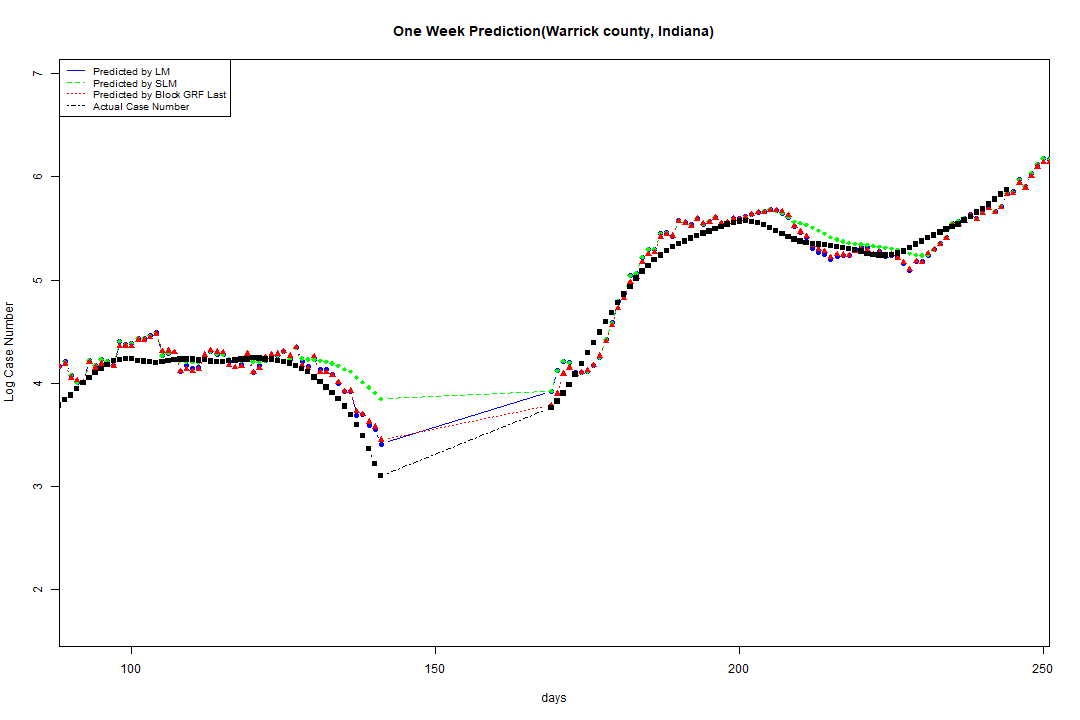 One Week Prediction(Warrick county, Indiana)
Predicted by LM
Predicted by SLM
Predicted by Block GRF Last
Actual Case Number
7
6
5
4
3
2
Log Case Number
100 150 200 250
days